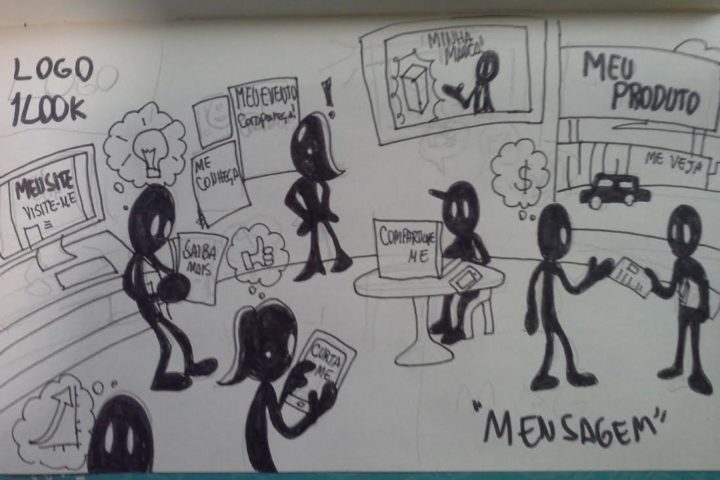 LOGO
1LOOK
MEU SITE
VISITE-ME
SAIBA
MAIS
MEU EVENTO
Compareça!
ME
CONHEÇA
!
MINHA
MARCA
MEU
PRODUTO
ME VEJA
$
COMPARTILHE
ME
CURTA
ME
"MENSAGEM"